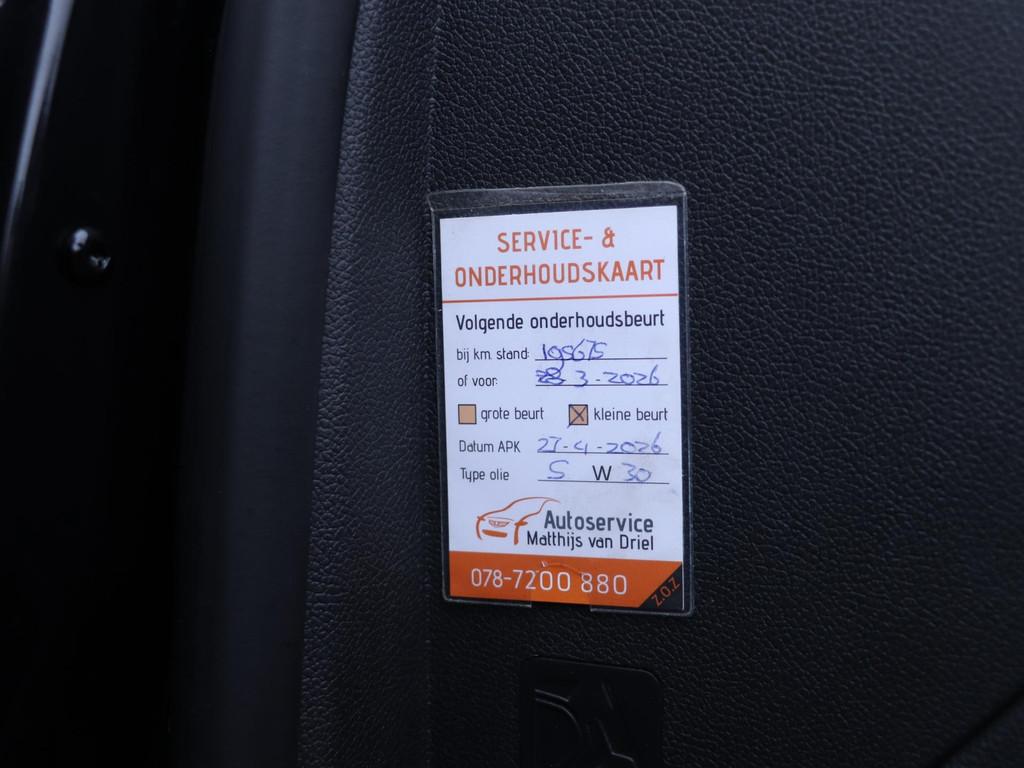 SERVICE- &
ONDERHOUDSKAART
Volgende onderhoudsbeurt
bij km. stand: 195675
of voor: 3-2026
grote beurt kleine beurt
Datum APK 27-4-2026
Type olie 5 W 30
Autoservice
Matthijs van Driel
078-7200 880
Z.O.Z